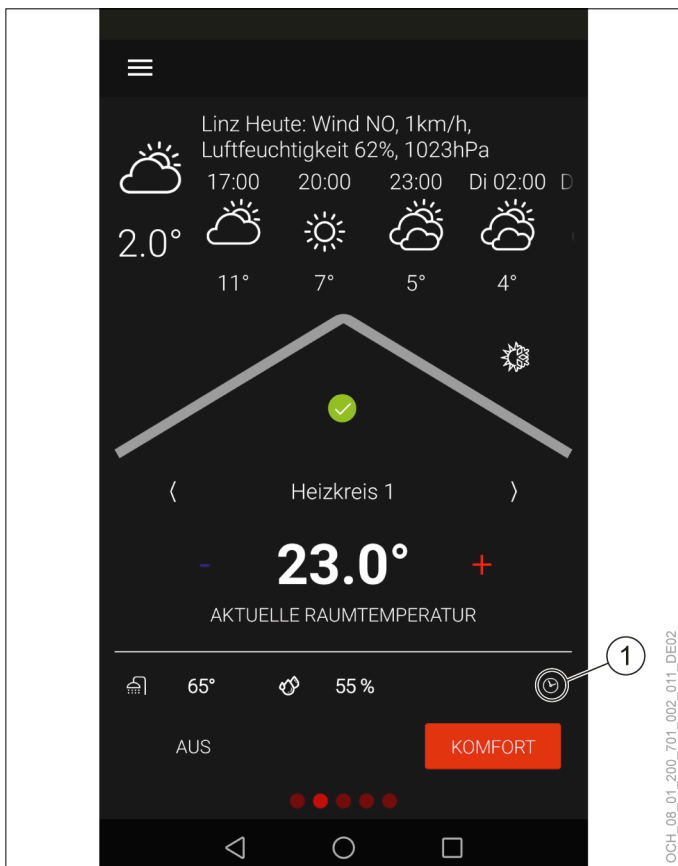 Linz Heute: Wind NO, 1km/h,
Luftfeuchtigkeit 62%, 1023hPa
17:00 20:00 23:00 Di 02:00 D
2.0°
11° 7° 5° 4°
Heizkreis 1
- 23.0° +
AKTUELLE RAUMTEMPERATUR
1
65° 55 %
AUS KOMFORT
OCH_08_01_200_701_002_011_DE02